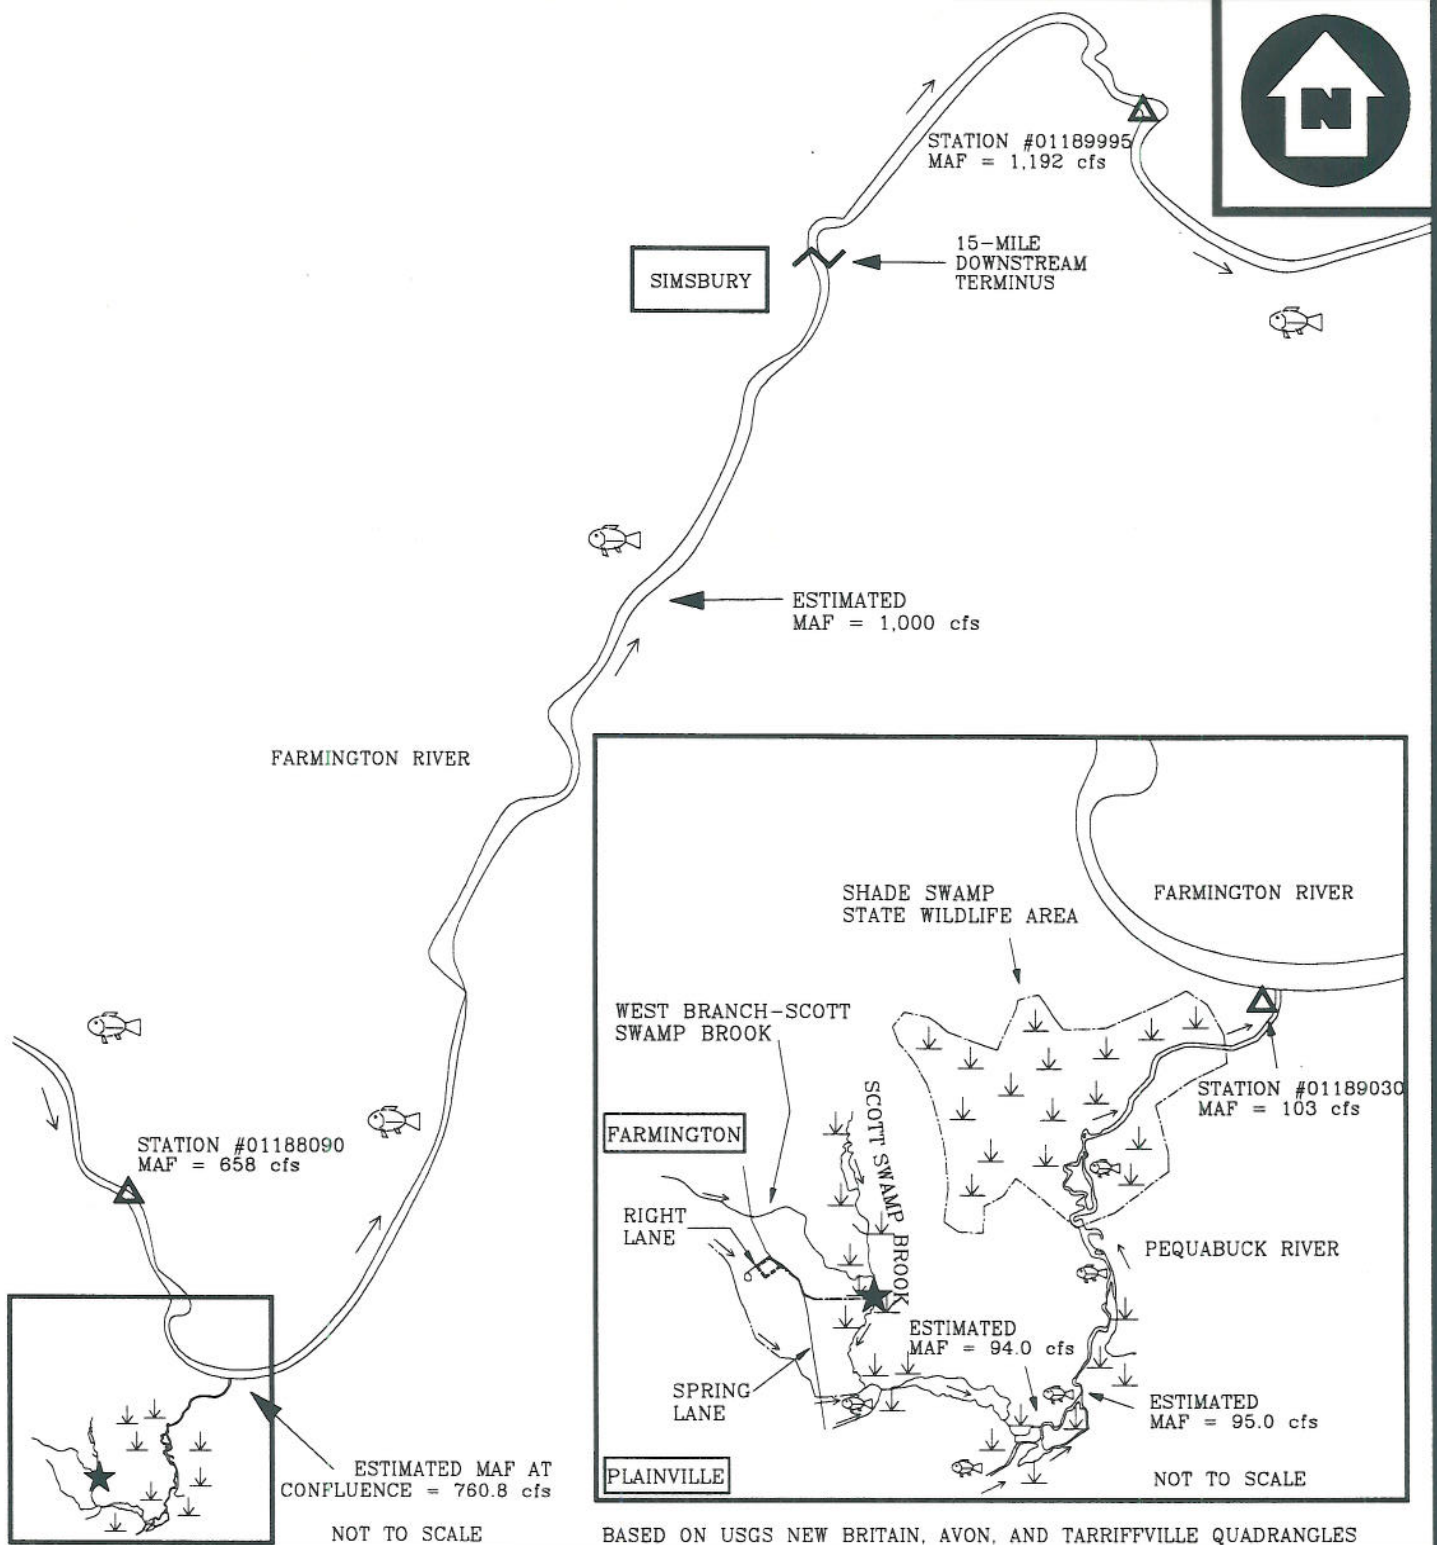 N
STATION #01189995
MAF = 1,192 cfs
15-MILE
DOWNSTREAM
TERMINUS
SIMSBURY
ESTIMATED
MAF = 1,000 cfs
FARMINGTON RIVER
STATION #01188090
MAF = 658 cfs
ESTIMATED MAF AT
CONFLUENCE = 760.8 cfs
NOT TO SCALE
SHADE SWAMP
STATE WILDLIFE AREA
FARMINGTON RIVER
WEST BRANCH-SCOTT
SWAMP BROOK
STATION #01189030
MAF = 103 cfs
FARMINGTON
SCOTT SWAMP BROOK
RIGHT
LANE
PEQUABUCK RIVER
ESTIMATED
MAF = 94.0 cfs
SPRING
LANE
ESTIMATED
MAF = 95.0 cfs
PLAINVILLE
NOT TO SCALE
BASED ON USGS NEW BRITAIN, AVON, AND TARRIFFVILLE QUADRANGLES